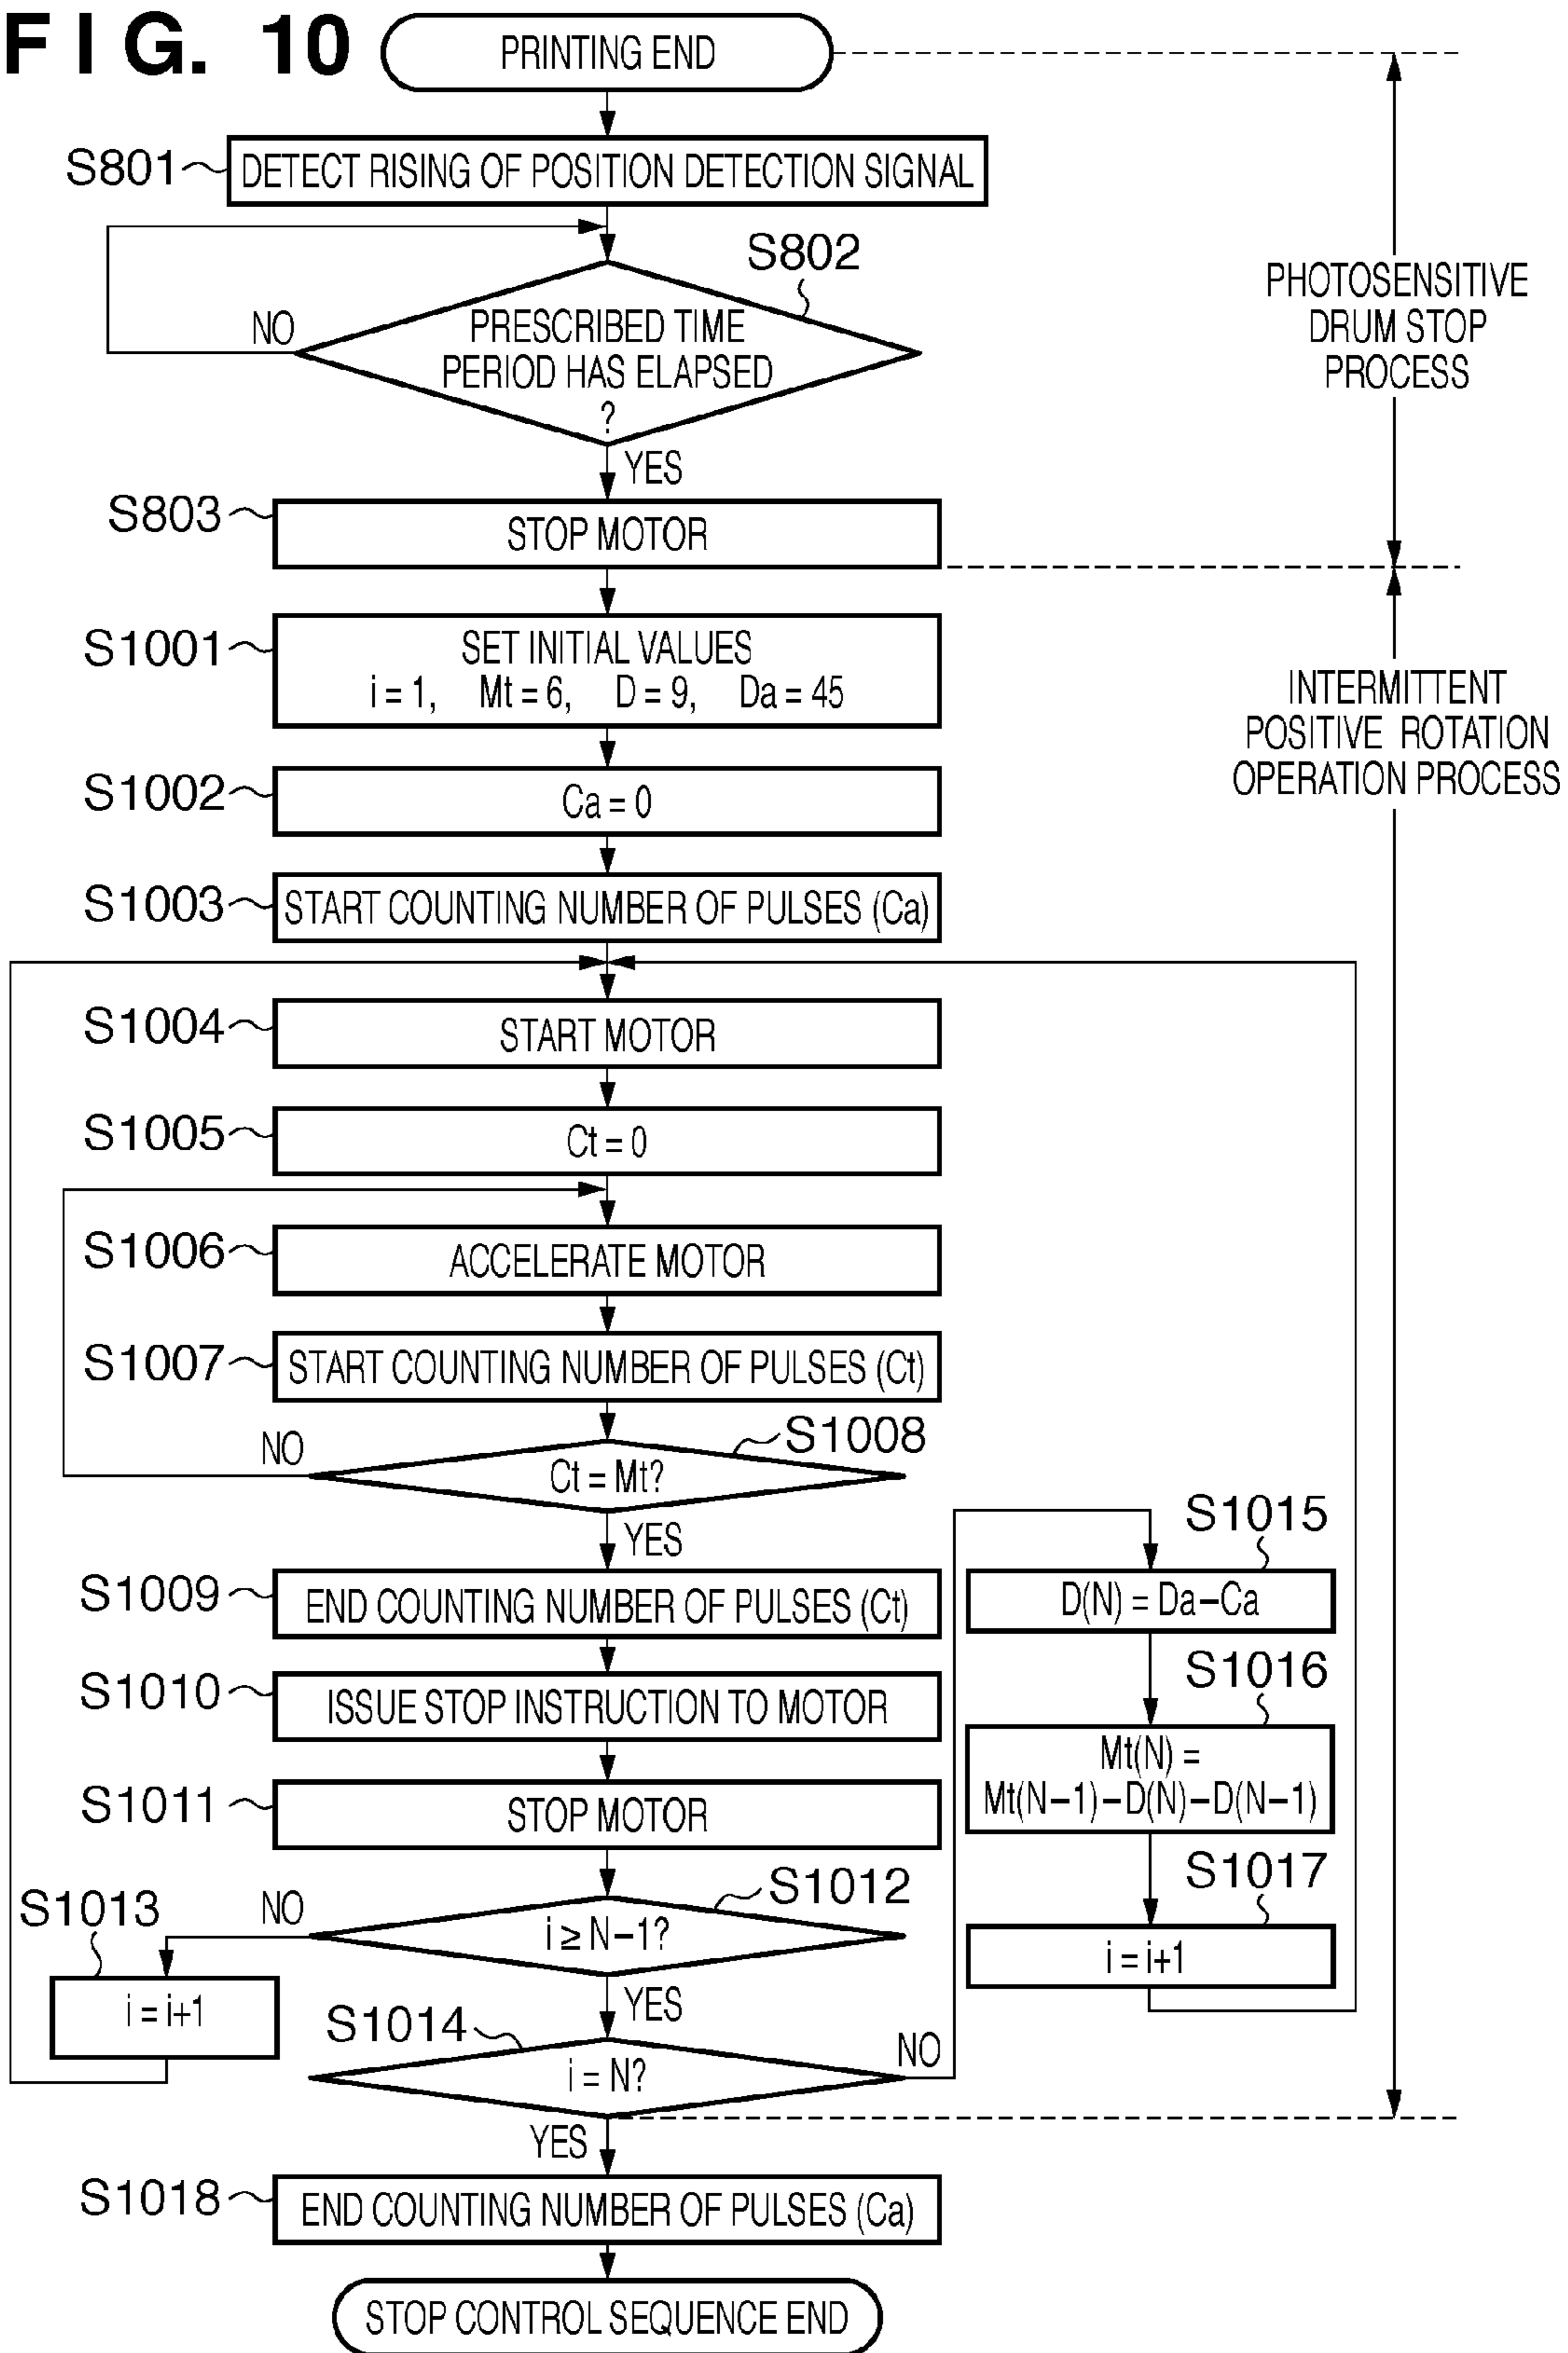 FIG. 10
PRINTING END
S801
DETECT RISING OF POSITION DETECTION SIGNAL
S802
NO
PRESCRIBED TIME
PERIOD HAS ELAPSED
?
YES
PHOTOSENSITIVE
DRUM STOP
PROCESS
S803
STOP MOTOR
S1001
SET INITIAL VALUES
i = 1, Mt = 6, D = 9, Da = 45
INTERMITTENT
POSITIVE ROTATION
OPERATION PROCESS
S1002
Ca = 0
S1003
START COUNTING NUMBER OF PULSES (Ca)
S1004
START MOTOR
S1005
Ct = 0
S1006
ACCELERATE MOTOR
S1007
START COUNTING NUMBER OF PULSES (Ct)
S1008
NO
Ct = Mt?
YES
S1009
END COUNTING NUMBER OF PULSES (Ct)
S1010
ISSUE STOP INSTRUCTION TO MOTOR
S1011
STOP MOTOR
S1012
NO
i ≥ N−1?
YES
S1013
i = i+1
S1014
i = N?
NO
YES
S1015
D(N) = Da−Ca
S1016
Mt(N) =
Mt(N−1)−D(N)−D(N−1)
S1017
i = i+1
S1018
END COUNTING NUMBER OF PULSES (Ca)
STOP CONTROL SEQUENCE END